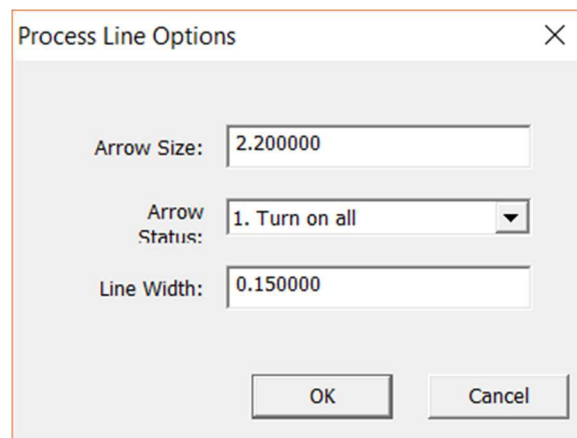 Process Line Options
Arrow Size:
2.200000
Arrow
Status:
1. Turn on all
Line Width:
0.150000
OK
Cancel